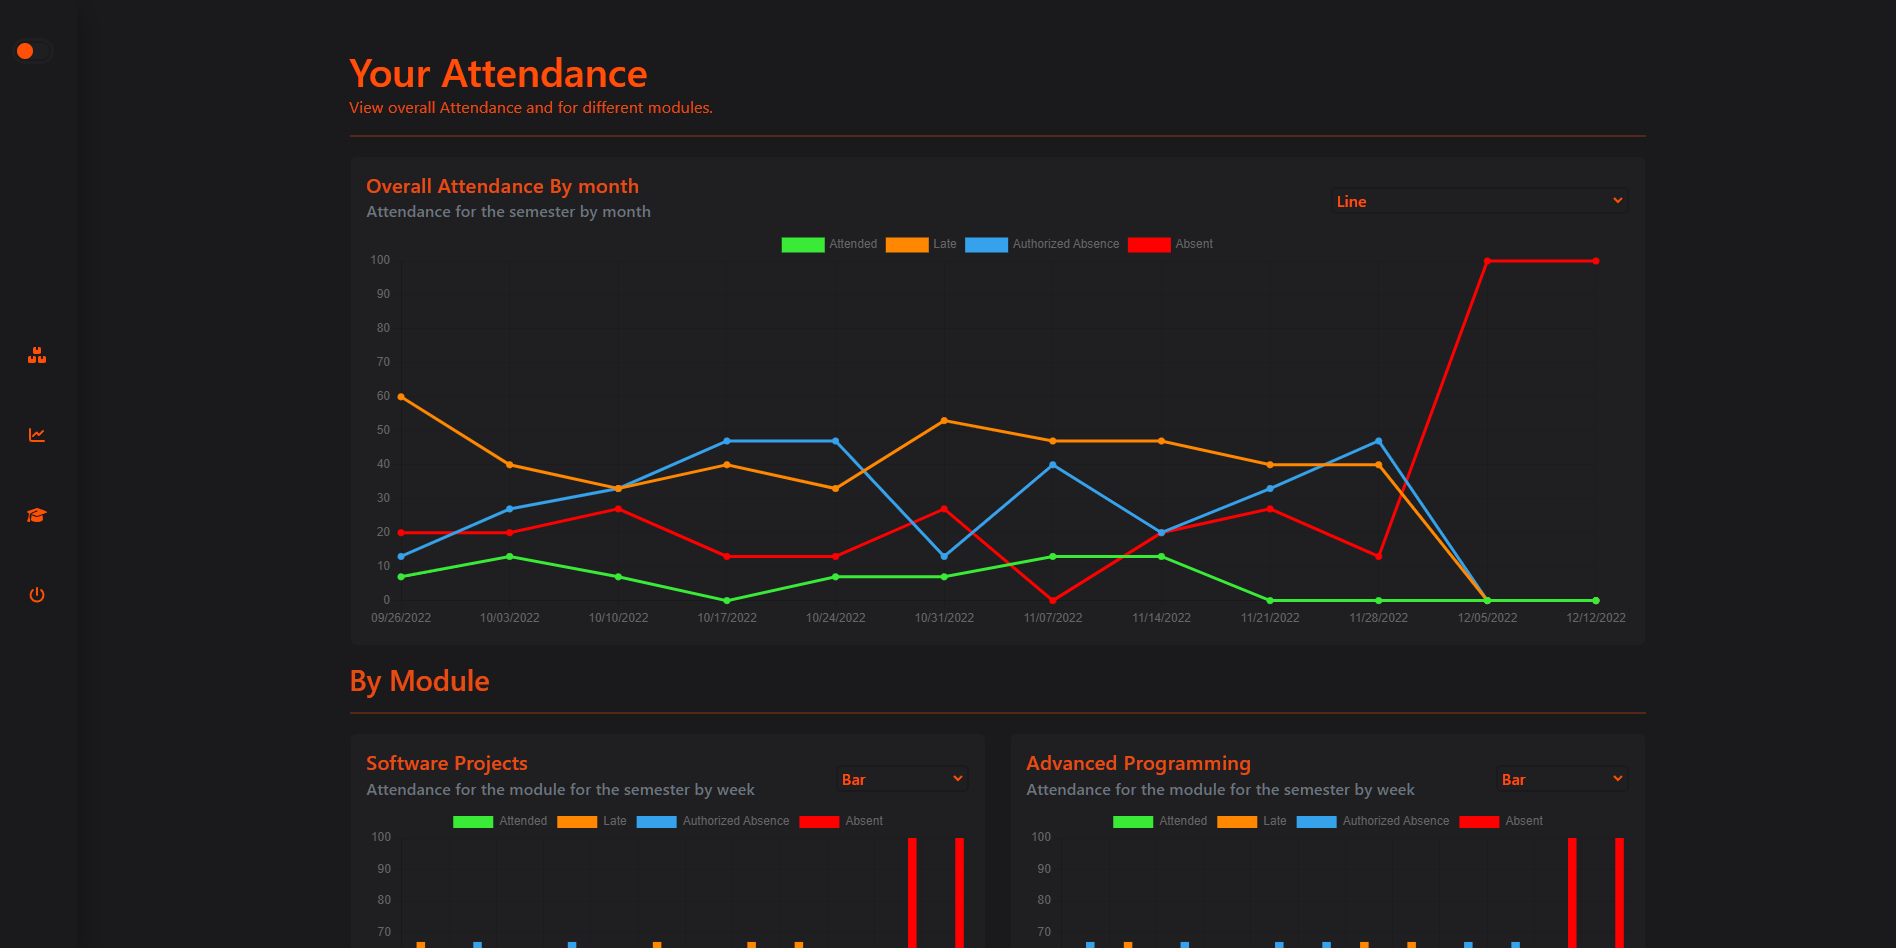 Your Attendance
View overall Attendance and for different modules.
Overall Attendance By month
Attendance for the semester by month
Line
Attended Late Authorized Absence Absent
100
90
80
70
60
50
40
30
20
10
0
09/26/2022 10/03/2022 10/10/2022 10/17/2022 10/24/2022 10/31/2022 11/07/2022 11/14/2022 11/21/2022 11/28/2022 12/05/2022 12/12/2022
By Module
Software Projects
Attendance for the module for the semester by week
Bar
Attended Late Authorized Absence Absent
100
90
80
70
Advanced Programming
Attendance for the module for the semester by week
Bar
Attended Late Authorized Absence Absent
100
90
80
70